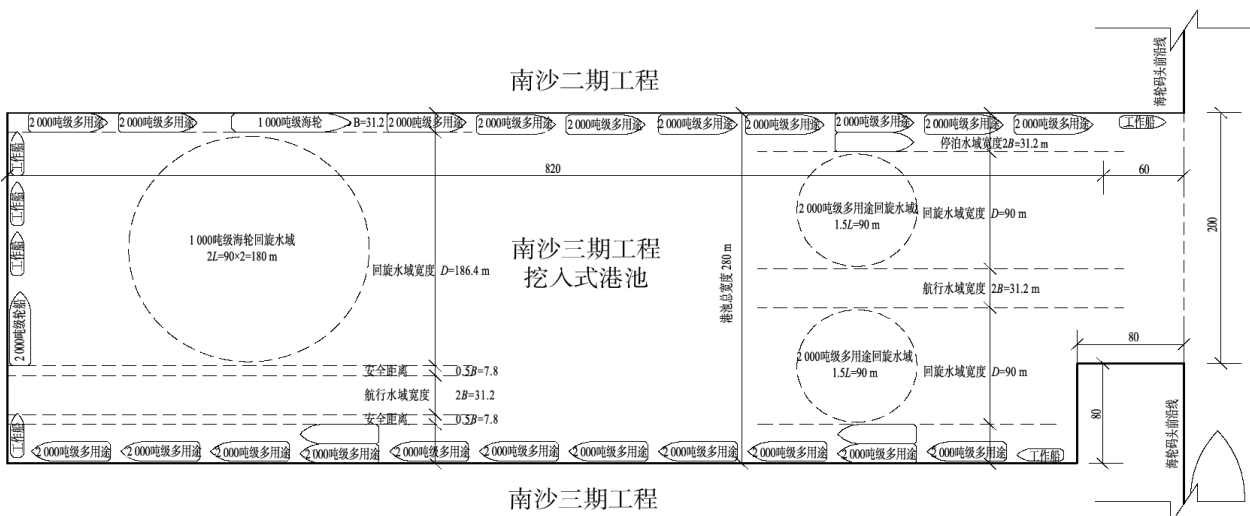 南沙二期工程
海轮码头前沿线
2 000吨级多用途
2 000吨级多用途
1 000吨级海轮
B=31.2
2 000吨级多用途
2 000吨级多用途
2 000吨级多用途
2 000吨级多用途
2 000吨级多用途
2 000吨级多用途
2 000吨级多用途
2 000吨级多用途
工作船
停泊水域宽度2B=31.2 m
工作船
820
60
工作船
2 000吨级多用途回旋水域
1.5L=90 m
回旋水域宽度 D=90 m
200
1 000吨级海轮回旋水域
2L=90×2=180 m
工作船
南沙三期工程
挖入式港池
回旋水域宽度 D=186.4 m
港池总宽度 280 m
航行水域宽度 2B=31.2 m
2 000吨级轮船
80
2 000吨级多用途回旋水域
1.5L=90 m
回旋水域宽度 D=90 m
安全距离 0.5B=7.8
航行水域宽度 2B=31.2
安全距离 0.5B=7.8
80
海轮码头前沿线
工作船
2 000吨级多用途
2 000吨级多用途
2 000吨级多用途
2 000吨级多用途
2 000吨级多用途
2 000吨级多用途
2 000吨级多用途
2 000吨级多用途
2 000吨级多用途
2 000吨级多用途
2 000吨级多用途
工作船
南沙三期工程